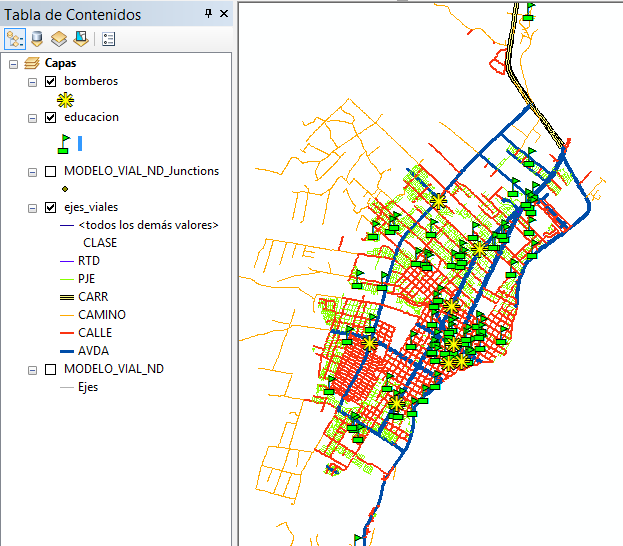 Tabla de Contenidos
Capas
bomberos
educacion
MODELO_VIAL_ND_Junctions
ejes_viales
<todos los demás valores>
CLASE
RTD
PJE
CARR
CAMINO
CALLE
AVDA
MODELO_VIAL_ND
Ejes